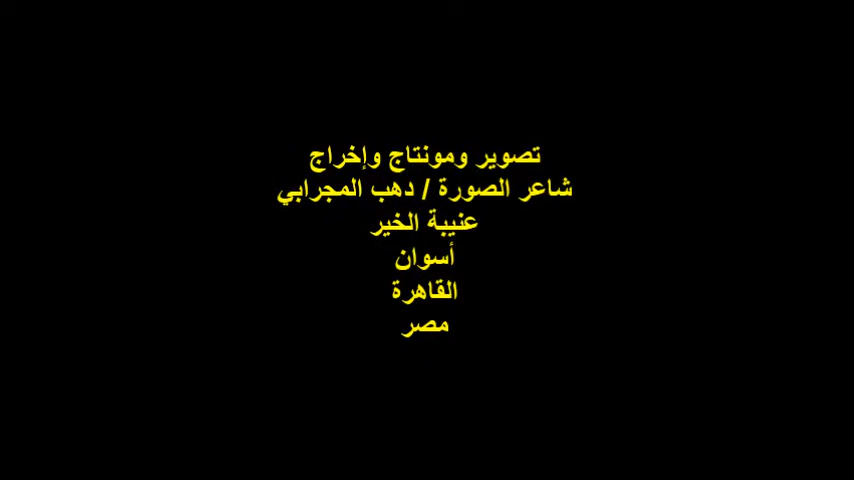 تصوير ومونتاج وإخراج
شاعر الصورة / دهب المجرابي
عنيبة الخير
أسوان
القاهرة
مصر